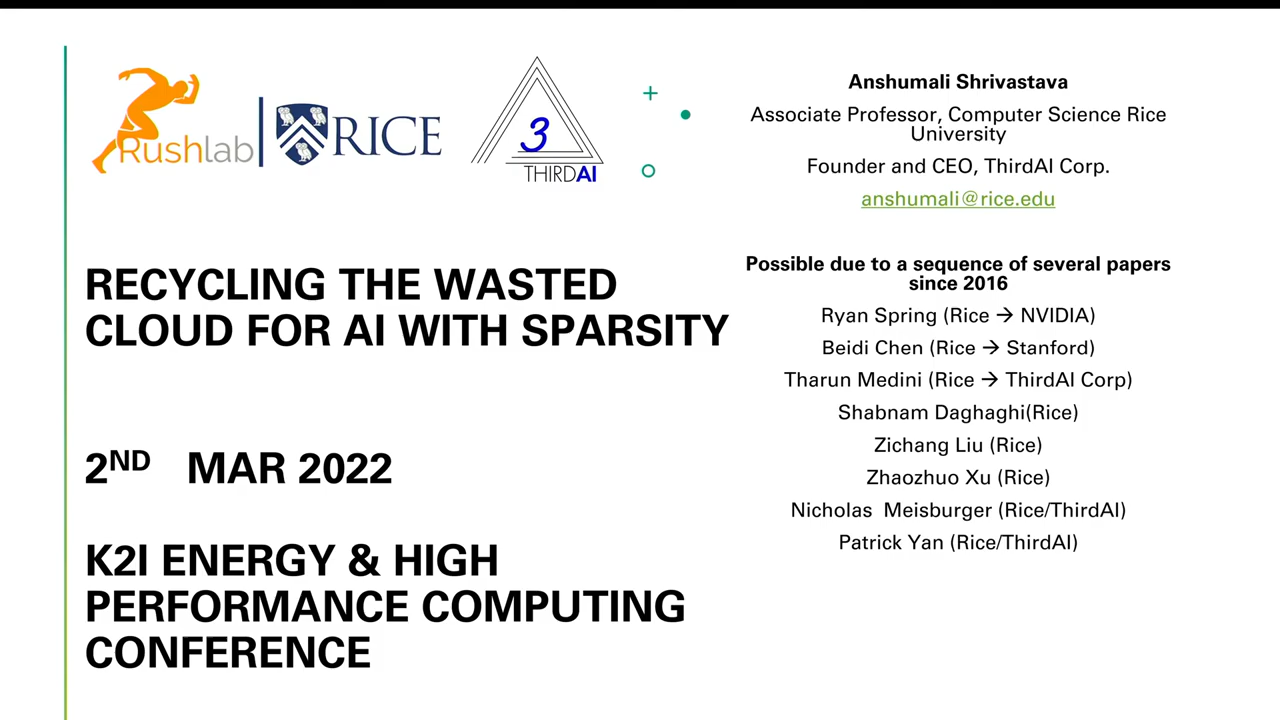 Rushlab
RICE
3
THIRDAI
RECYCLING THE WASTED
CLOUD FOR AI WITH SPARSITY
2ND MAR 2022
K2I ENERGY & HIGH
PERFORMANCE COMPUTING
CONFERENCE
Anshumali Shrivastava
Associate Professor, Computer Science Rice
University
Founder and CEO, ThirdAI Corp.
anshumali@rice.edu
Possible due to a sequence of several papers
since 2016
Ryan Spring (Rice → NVIDIA)
Beidi Chen (Rice → Stanford)
Tharun Medini (Rice → ThirdAI Corp)
Shabnam Daghaghi(Rice)
Zichang Liu (Rice)
Zhaozhuo Xu (Rice)
Nicholas  Meisburger (Rice/ThirdAI)
Patrick Yan (Rice/ThirdAI)